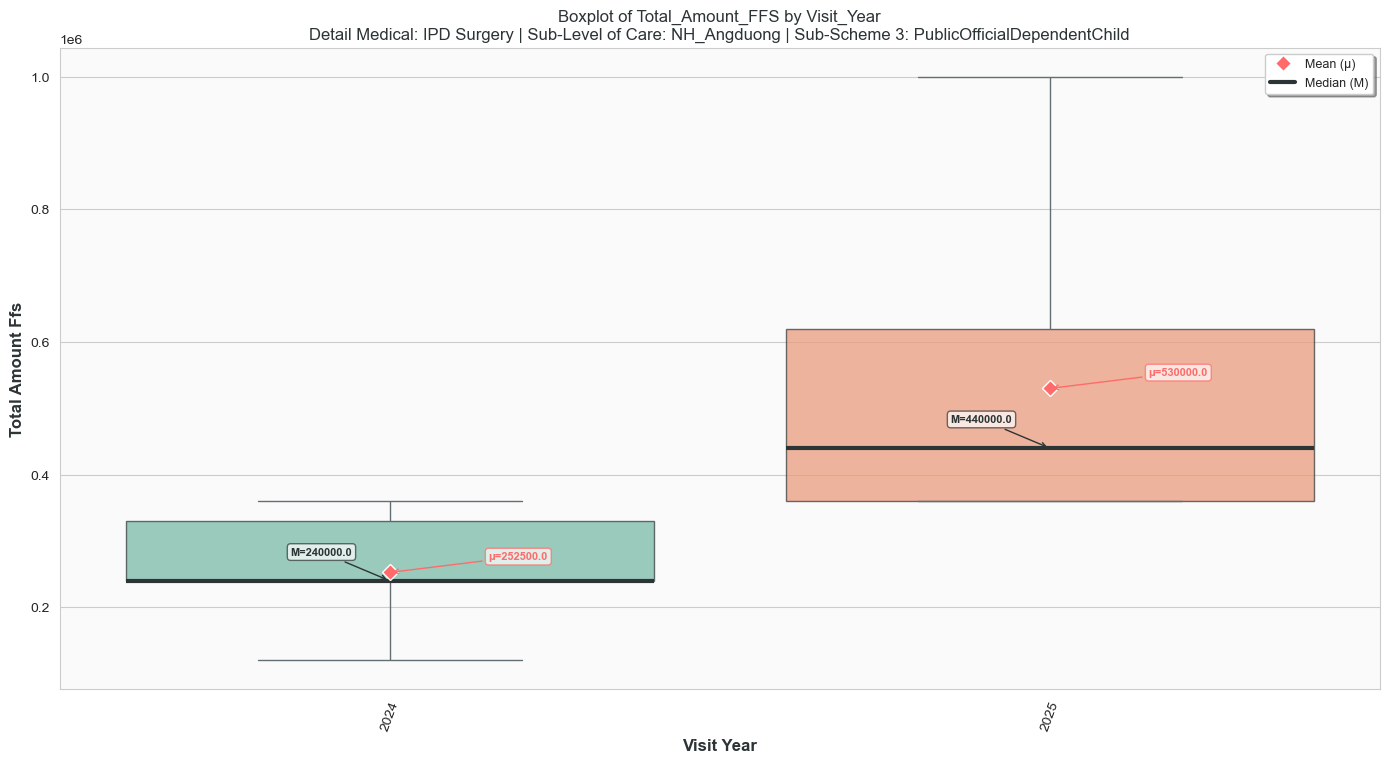 Boxplot of Total_Amount_FFS by Visit_Year
Detail Medical: IPD Surgery | Sub-Level of Care: NH_Angduong | Sub-Scheme 3: PublicOfficialDependentChild
1e6
Mean (μ)
Median (M)
1.0
0.8
0.6
0.4
0.2
Total Amount Ffs
μ=530000.0
M=440000.0
M=240000.0
μ=252500.0
2024
2025
Visit Year